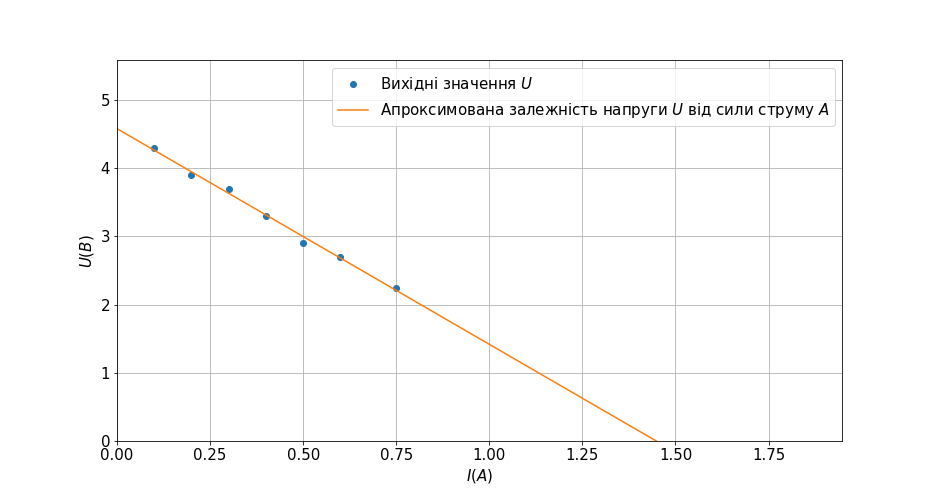 Вихідні значення U
Апроксимована залежність напруги U від сили струму A
5
4
3
2
1
0
U(B)
0.00 0.25 0.50 0.75 1.00 1.25 1.50 1.75
I(A)